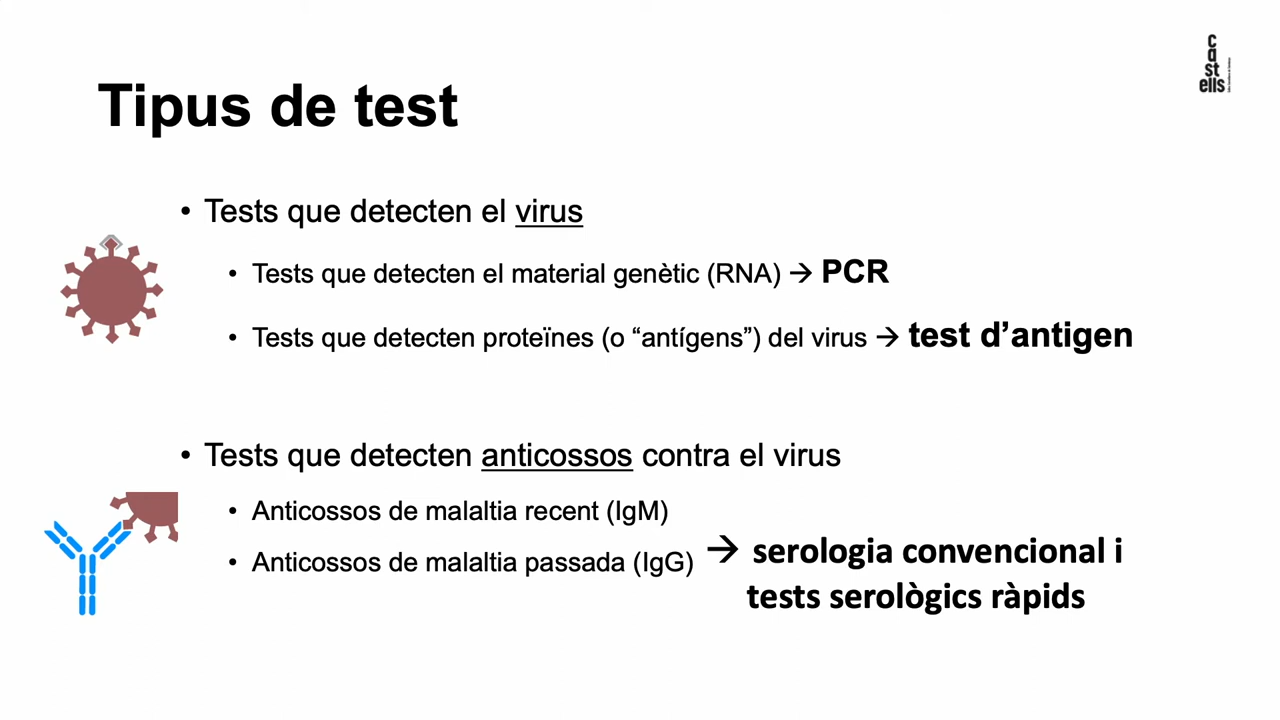 c
a
st
ells
Tipus de test
• Tests que detecten el virus
• Tests que detecten el material genètic (RNA) → PCR
• Tests que detecten proteïnes (o “antígens”) del virus → test d’antigen
• Tests que detecten anticossos contra el virus
• Anticossos de malaltia recent (IgM)
• Anticossos de malaltia passada (IgG)
→ serologia convencional i
tests serològics ràpids